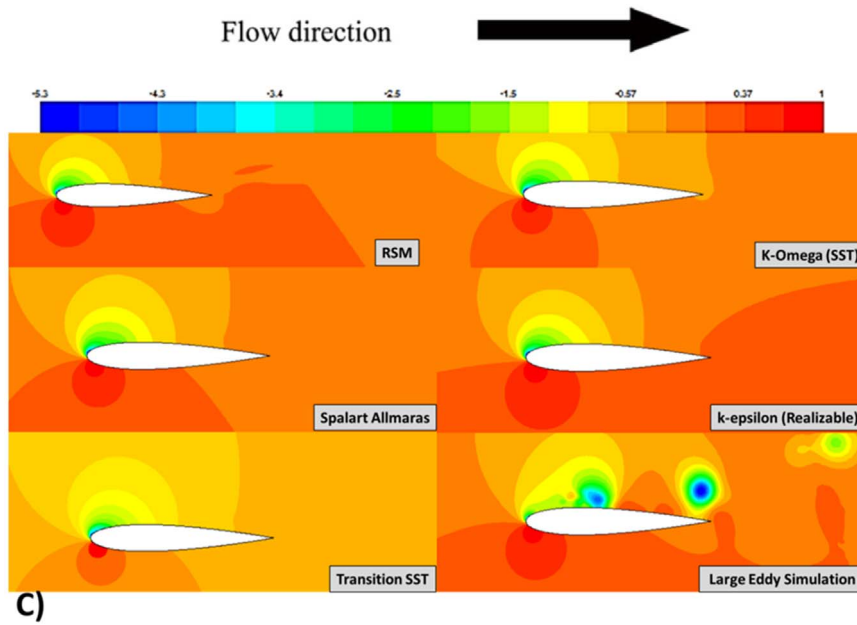 Flow direction
-5.3 -4.3 -3.4 -2.5 -1.5 -0.57 0.37 1
RSM
K-Omega (SST)
Spalart Allmaras
k-epsilon (Realizable)
Transition SST
Large Eddy Simulation
C)